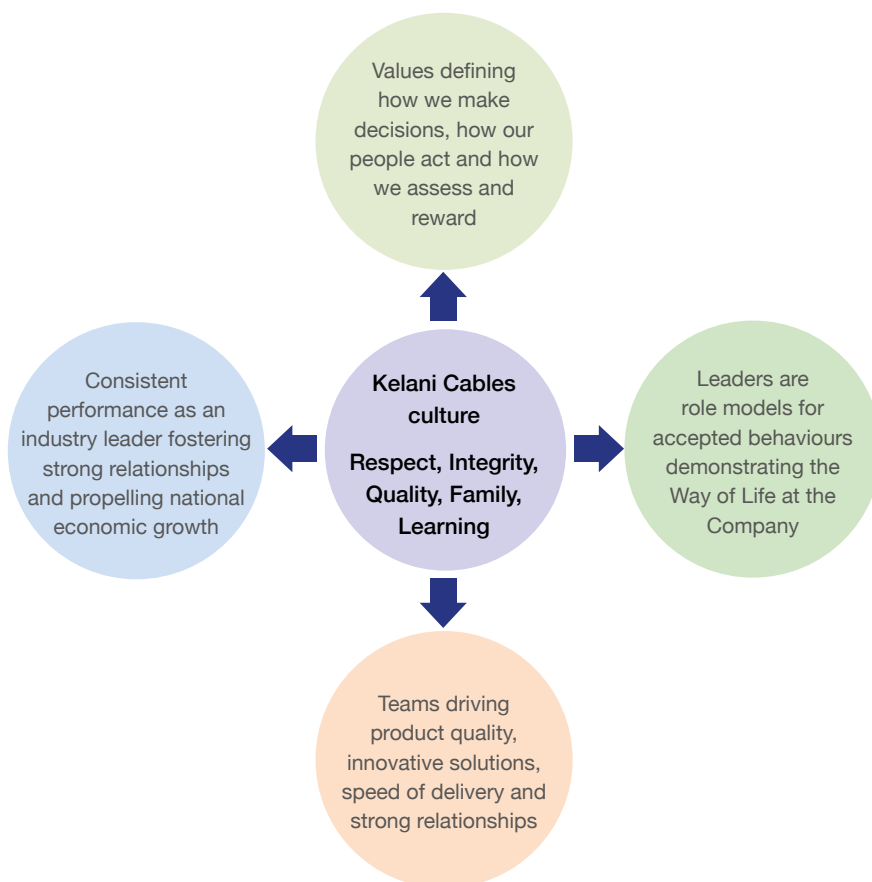 Values defining
how we make
decisions, how our
people act and how
we assess and
reward
Consistent
performance as an
industry leader fostering
strong relationships
and propelling national
economic growth
Kelani Cables
culture
Respect, Integrity,
Quality, Family,
Learning
Leaders are
role models for
accepted behaviours
demonstrating the
Way of Life at the
Company
Teams driving
product quality,
innovative solutions,
speed of delivery and
strong relationships